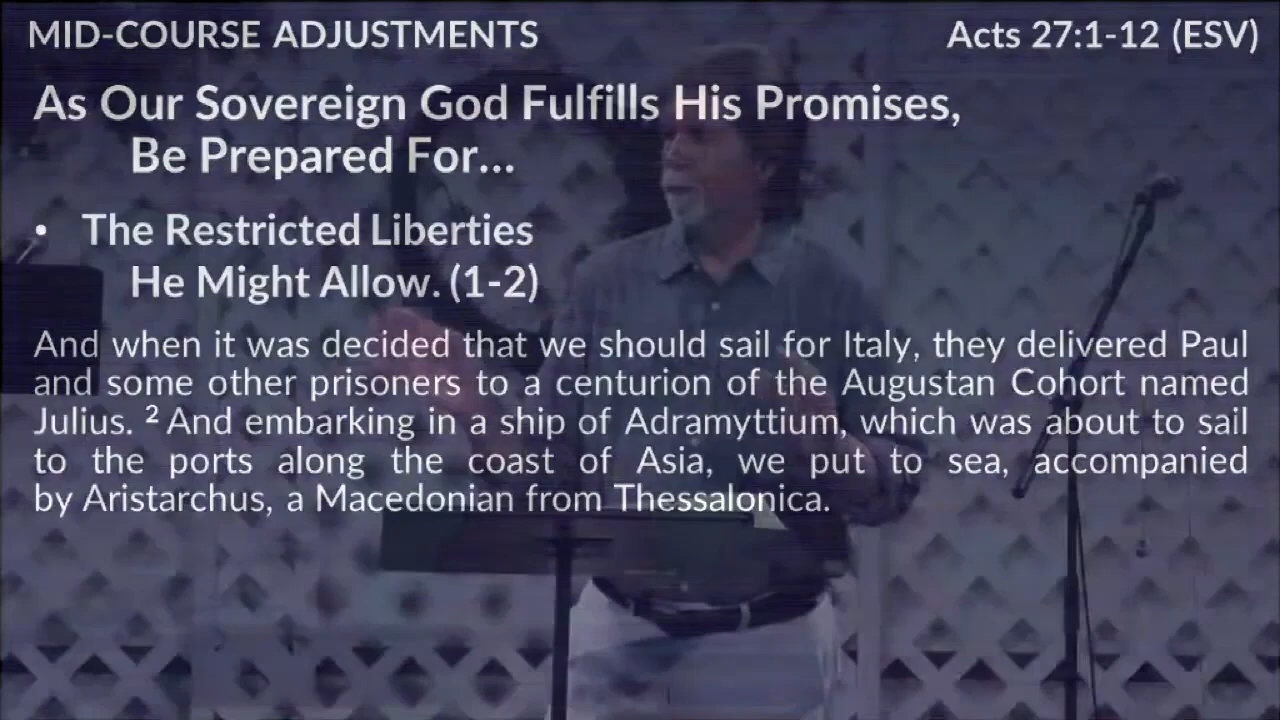 MID-COURSE ADJUSTMENTS
Acts 27:1-12 (ESV)
As Our Sovereign God Fulfills His Promises,
Be Prepared For...
• The Restricted Liberties
He Might Allow. (1-2)
And when it was decided that we should sail for Italy, they delivered Paul
and some other prisoners to a centurion of the Augustan Cohort named
Julius. ² And embarking in a ship of Adramyttium, which was about to sail
to the ports along the coast of Asia, we put to sea, accompanied
by Aristarchus, a Macedonian from Thessalonica.